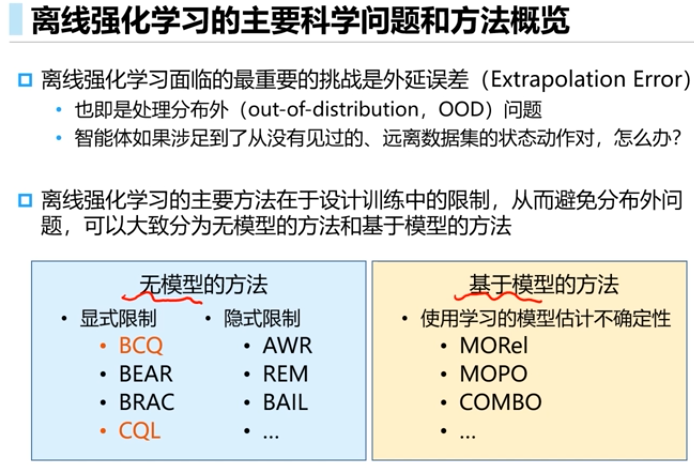 离线强化学习的主要科学问题和方法概览
离线强化学习面临的最重要的挑战是外延误差（Extrapolation Error）
• 也即是处理分布外（out-of-distribution，OOD）问题
• 智能体如果涉足到了从没有见过的、远离数据集的状态动作对，怎么办?
离线强化学习的主要方法在于设计训练中的限制，从而避免分布外问
题，可以大致分为无模型的方法和基于模型的方法
无模型的方法
• 显式限制
• BCQ
• BEAR
• BRAC
• CQL
• 隐式限制
• AWR
• REM
• BAIL
• ...
基于模型的方法
• 使用学习的模型估计不确定性
• MORel
• MOPO
• COMBO
• ...